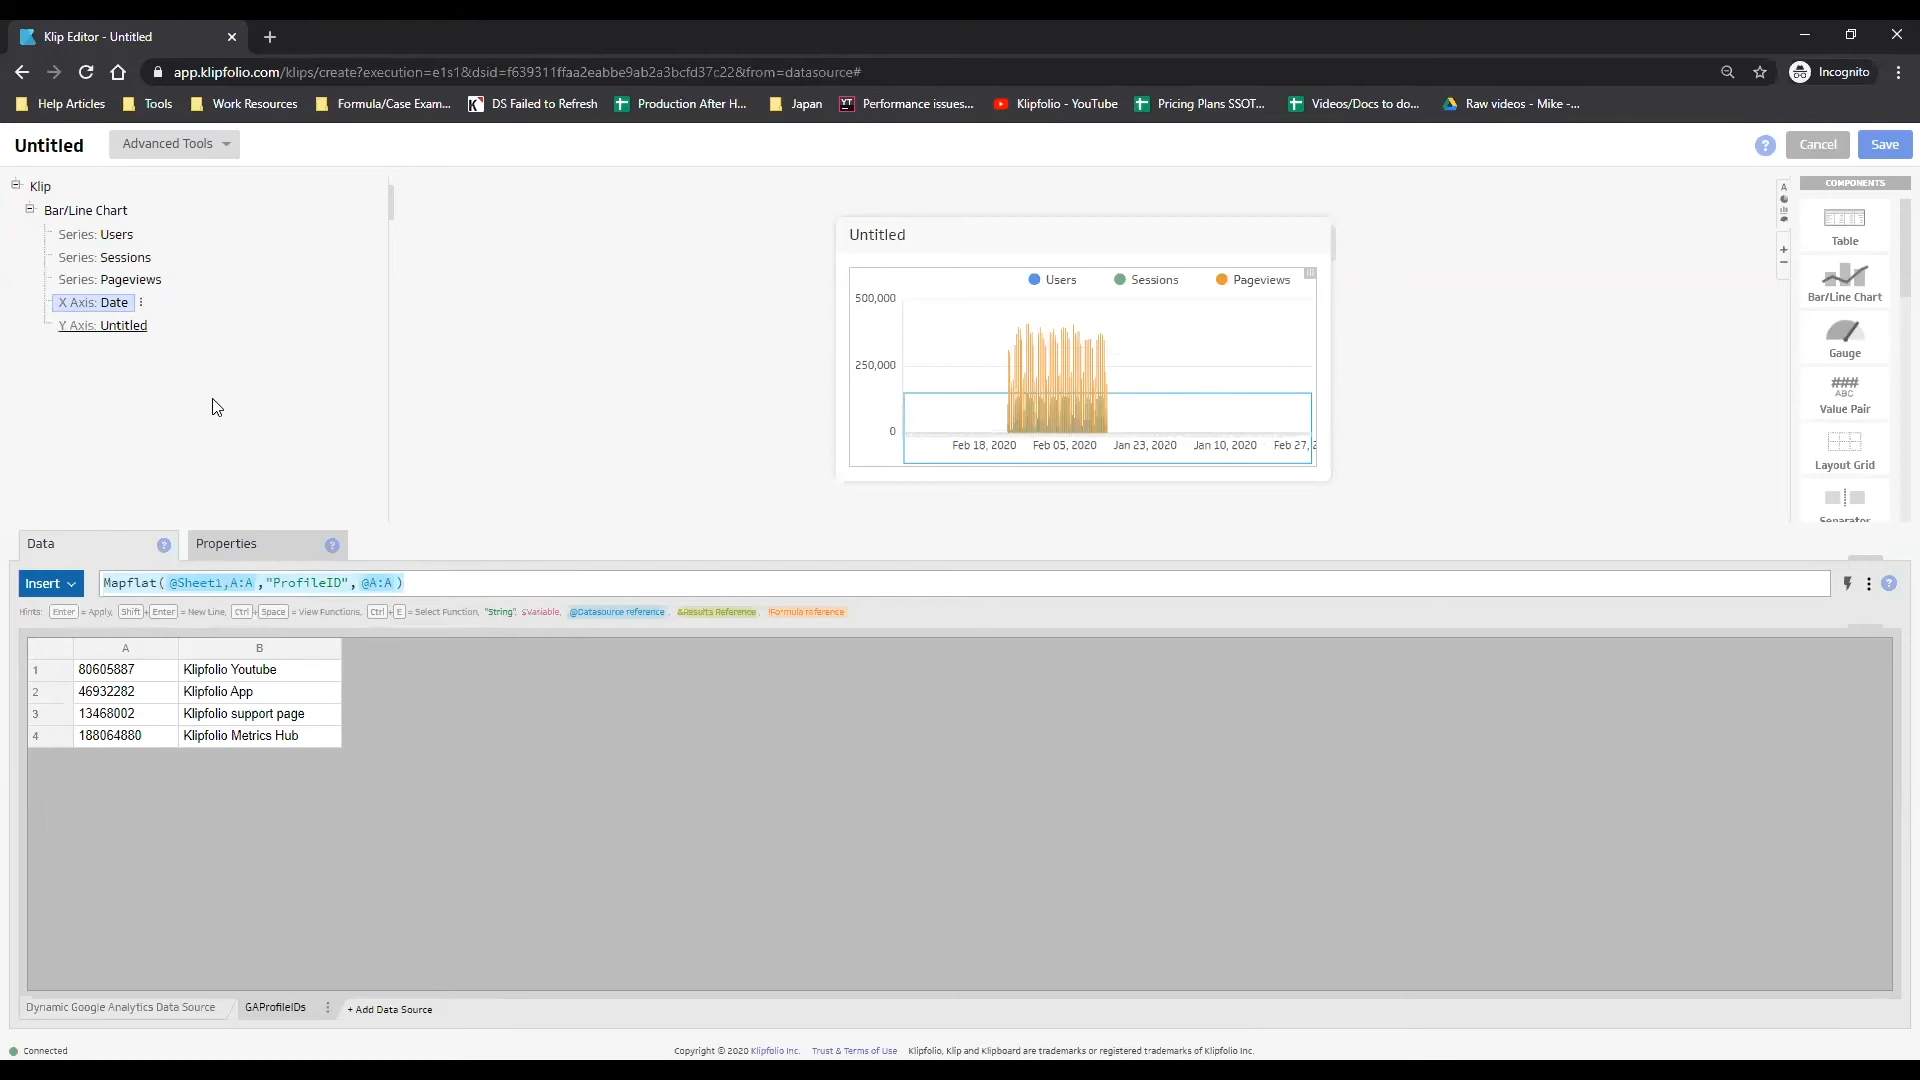 Klip Editor - Untitled
app.klipfolio.com/klips/create?execution=e1s1&dsid=f639311ffaa2eabbe9ab2a3bcfd37c22&from=datasource#
Incognito
Help Articles
Tools
Work Resources
Formula/Case Exam...
DS Failed to Refresh
Production After H...
Japan
YT
Performance issues...
Klipfolio - YouTube
Pricing Plans SSOT...
Videos/Docs to do...
Raw videos - Mike -...
Untitled
Advanced Tools
?
Cancel
Save
Klip
Bar/Line Chart
Series: Users
Series: Sessions
Series: Pageviews
X Axis: Date
Y Axis: Untitled
Untitled
Users
Sessions
Pageviews
500,000
250,000
0
Feb 18, 2020
Feb 05, 2020
Jan 23, 2020
Jan 10, 2020
Feb 27, 2
A
+
−
COMPONENTS
Table
Bar/Line Chart
Gauge
###
ABC
Value Pair
Layout Grid
Separator
Data ?
Properties ?
Insert
Mapflat( @Sheet1,A:A ,"ProfileID", @A:A )
?
Hints: Enter = Apply, Shift + Enter = New Line, Ctrl + Space = View Functions, Ctrl + E = Select Function, "String", $Variable, @Datasource reference, &Results Reference, !Formula reference
A B
1 80605887 Klipfolio Youtube
2 46932282 Klipfolio App
3 13468002 Klipfolio support page
4 188064880 Klipfolio Metrics Hub
Dynamic Google Analytics Data Source
GAProfileIDs
+ Add Data Source
Connected
Copyright © 2020 Klipfolio Inc. Trust & Terms of Use Klipfolio, Klip and Klipboard are trademarks or registered trademarks of Klipfolio Inc.